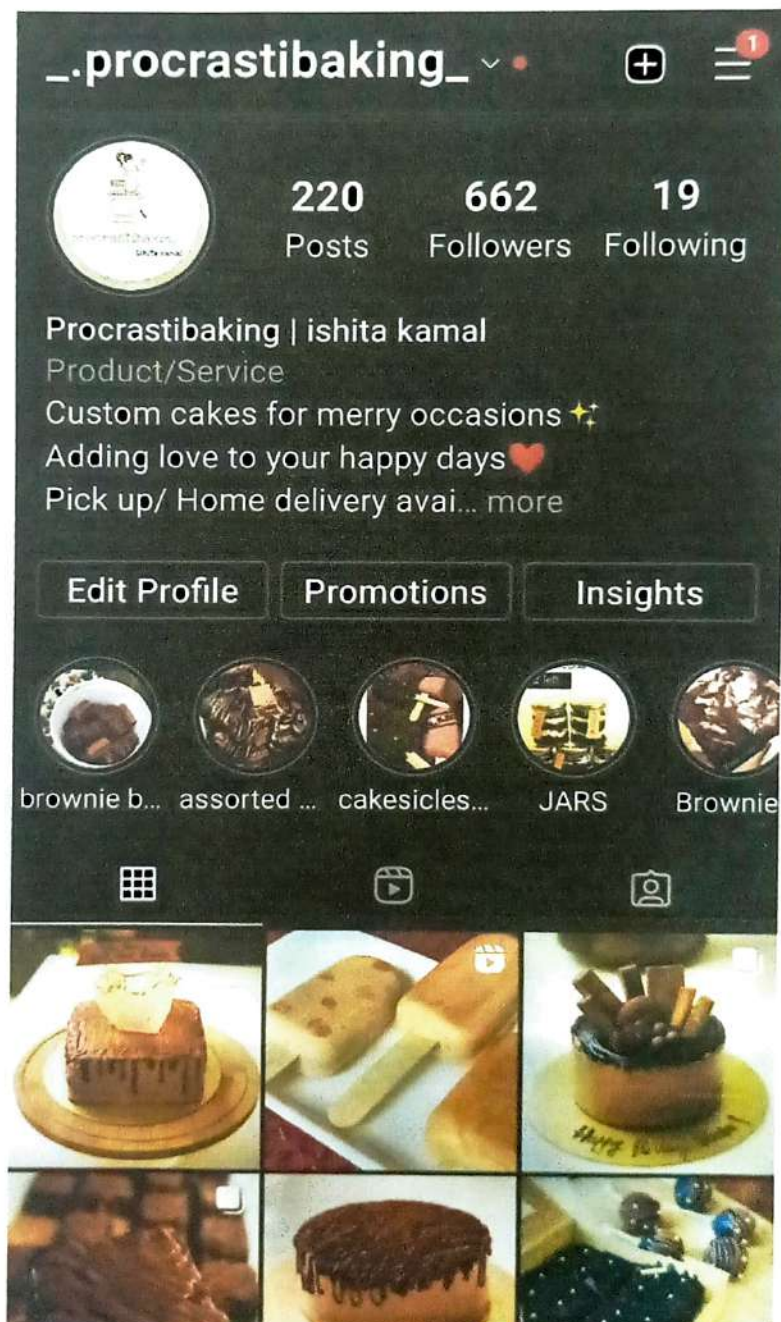 _.procrastibaking_
1
220 662 19
Posts Followers Following
Procrastibaking | ishita kamal
Product/Service
Custom cakes for merry occasions ✨
Adding love to your happy days❤️
Pick up/ Home delivery avai... more
Edit Profile Promotions Insights
brownie b... assorted ... cakesicles... JARS Brownie
Happy